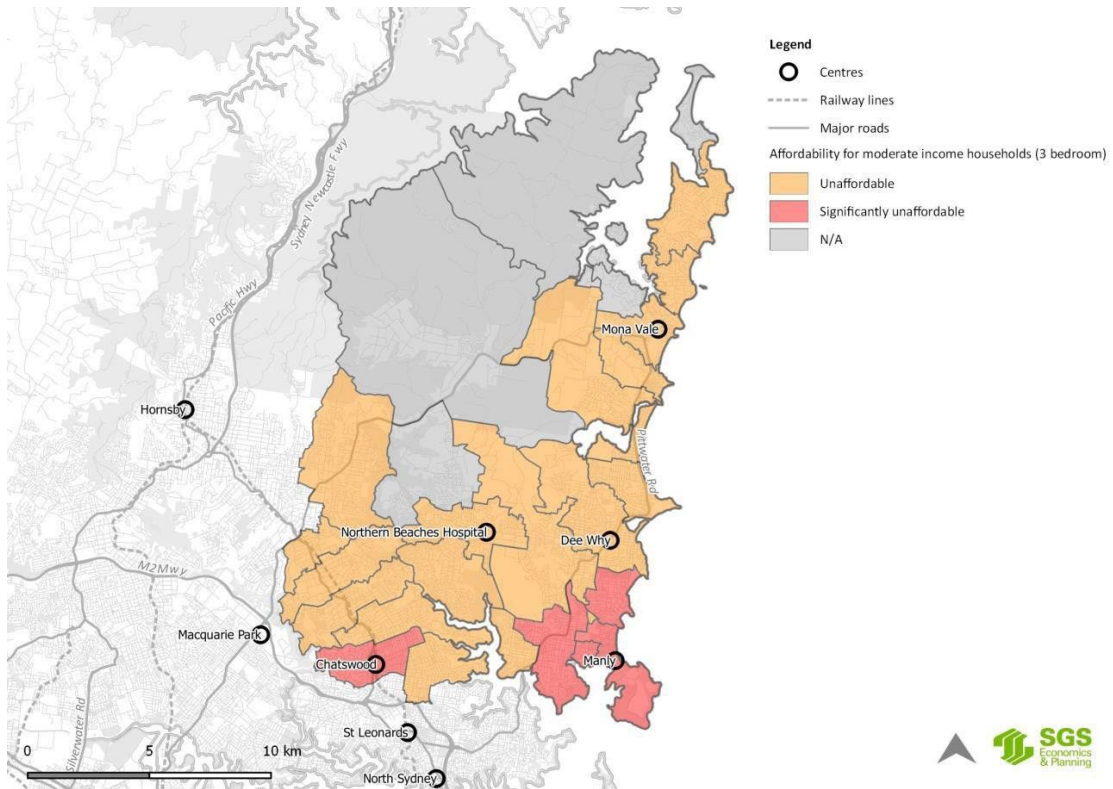 Legend
Centres
Railway lines
Major roads
Affordability for moderate income households (3 bedroom)
Unaffordable
Significantly unaffordable
N/A
Sydney Newcastle Fwy
Pacific Hwy
Mona Vale
Hornsby
Pittwater Rd
Northern Beaches Hospital
Dee Why
M2Mwy
Macquarie Park
Chatswood
Manly
St Leonards
Silverwater Rd
0 5 10 km
North Sydney
SGS
Economics
& Planning